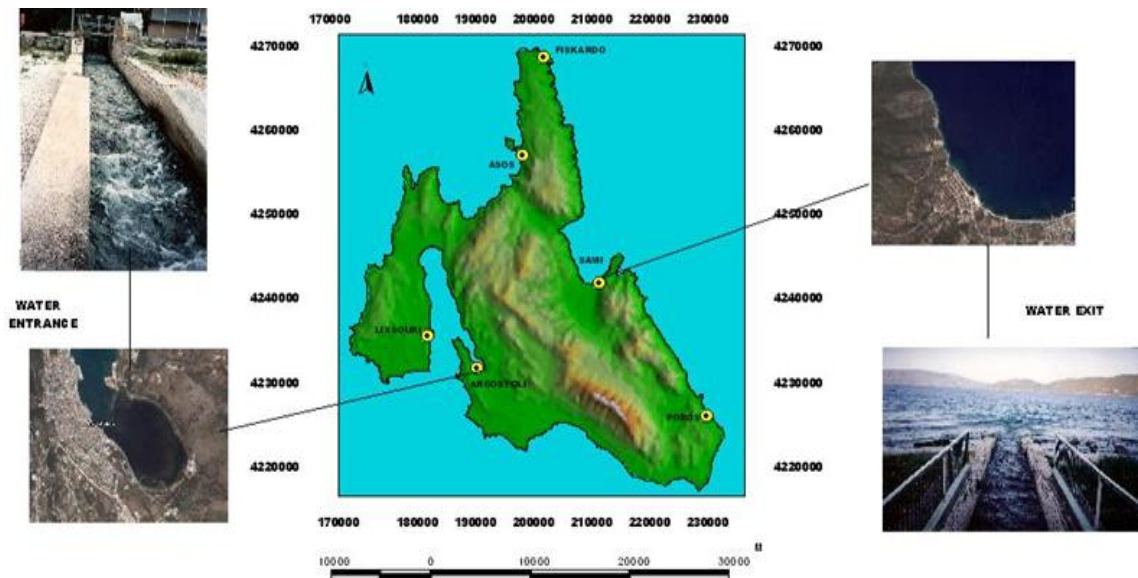 170000 180000 190000 200000 210000 220000 230000
4270000 4270000
FISKARDO
4260000 4260000
ASOS
4250000 4250000
SAMI
4240000 4240000
WATER
ENTRANCE
WATER EXIT
LIXSOURI
4230000 4230000
ARGOSTOLI
POROS
4220000 4220000
170000 180000 190000 200000 210000 220000 230000
10000 0 10000 20000 30000